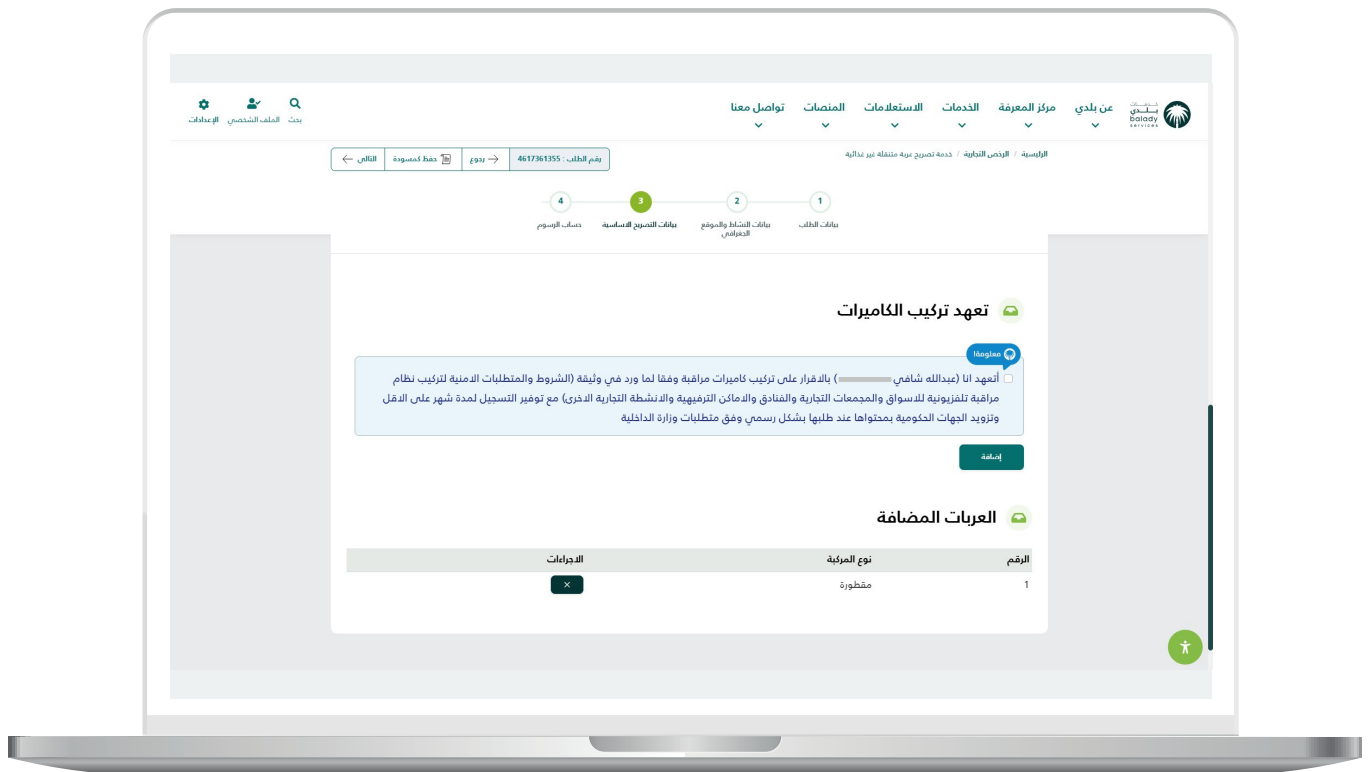 خدمات
بلدي
balady
services
عن بلدي
مركز المعرفة
الخدمات
الاستعلامات
المنصات
تواصل معنا
بحث
الملف الشخصي
الإعدادات
الرئيسية / الرخص التجارية / خدمة تصريح عربة متنقلة غير غذائية
رقم الطلب : 4617361355
رجوع
حفظ كمسودة
التالي
1
2
3
4
بيانات الطلب
بيانات النشاط والموقع
الجغرافي
بيانات التصريح الاساسية
حساب الرسوم
تعهد تركيب الكاميرات
معلومة!
أتعهد انا (عبدالله شافي ) بالاقرار على تركيب كاميرات مراقبة وفقا لما ورد في وثيقة (الشروط والمتطلبات الامنية لتركيب نظام
مراقبة تلفزيونية للاسواق والمجمعات التجارية والفنادق والاماكن الترفيهية والانشطة التجارية الاخرى) مع توفير التسجيل لمدة شهر على الاقل
وتزويد الجهات الحكومية بمحتواها عند طلبها بشكل رسمي وفق متطلبات وزارة الداخلية
إضافة
العربات المضافة
الرقم نوع المركبة الاجراءات
1 مقطورة ×